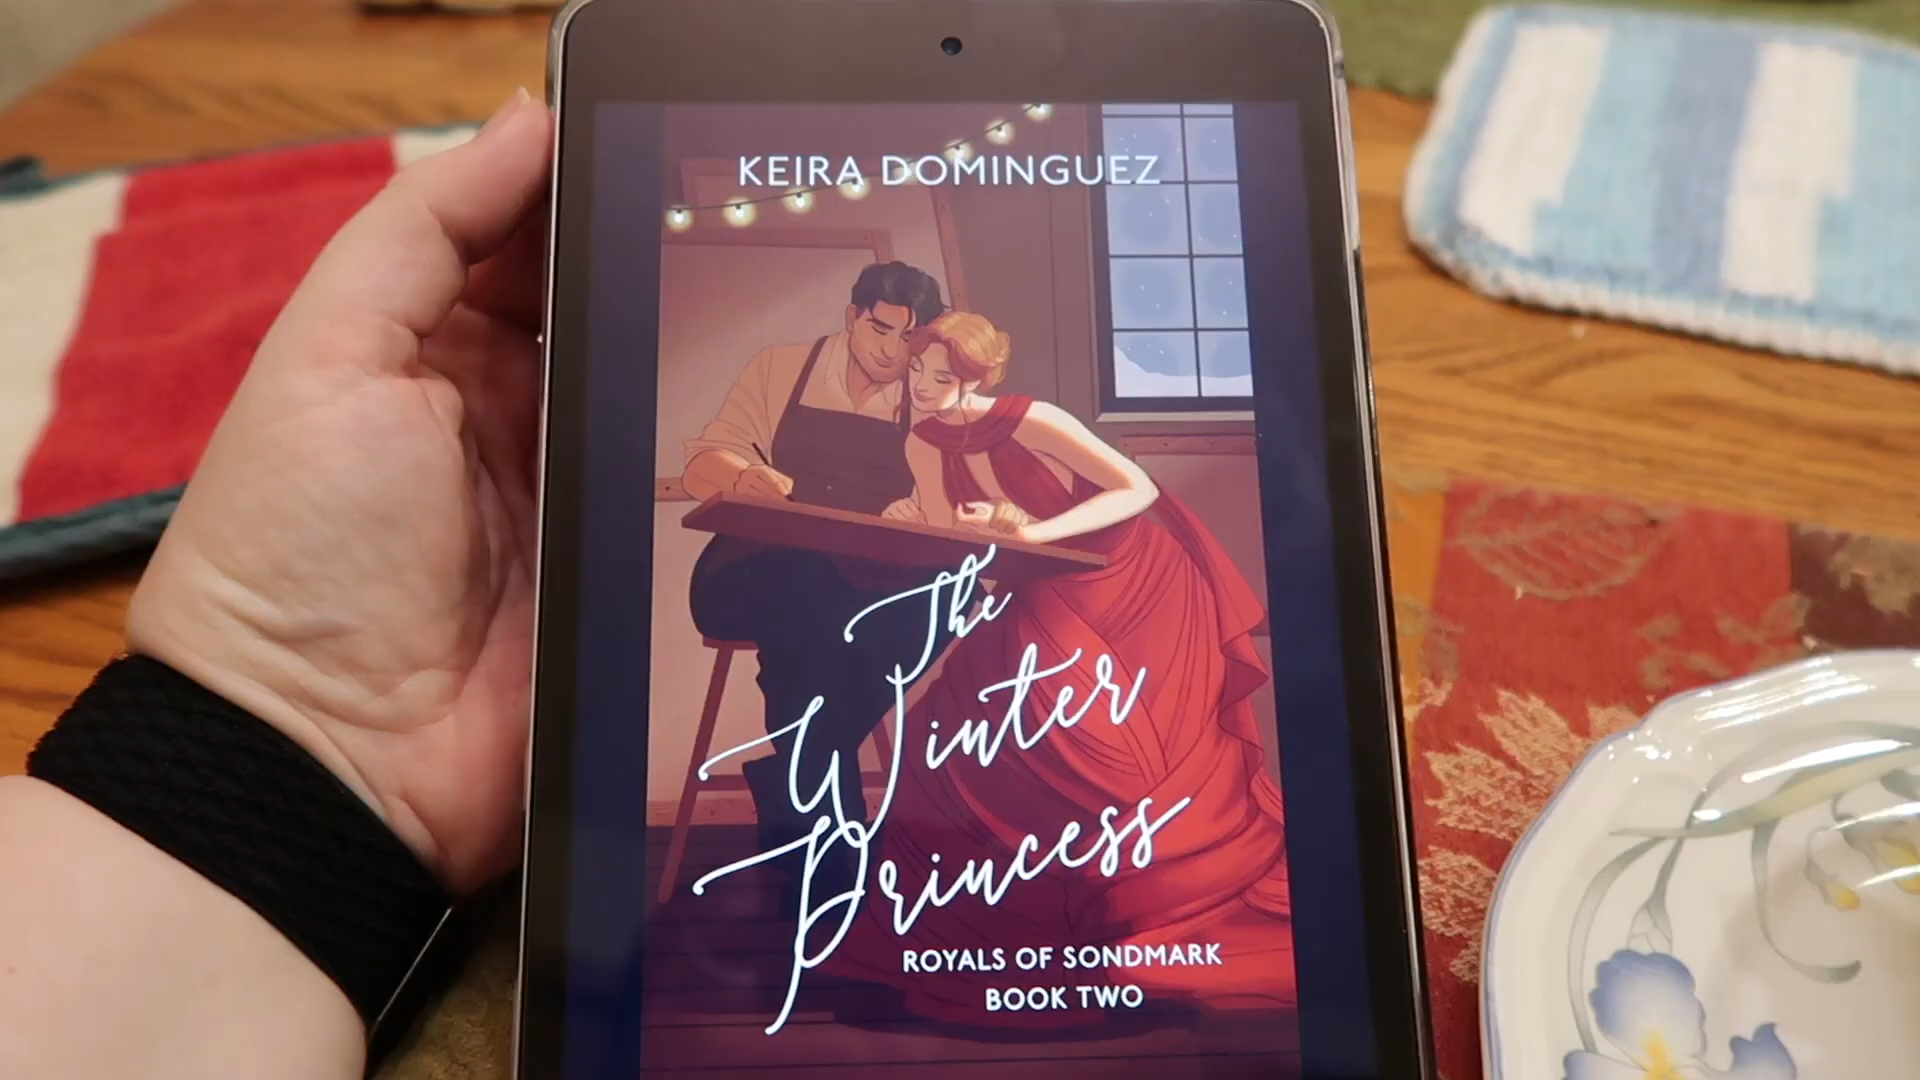 KEIRA DOMINGUEZ
The
Winter
Princess
ROYALS OF SONDMARK
BOOK TWO